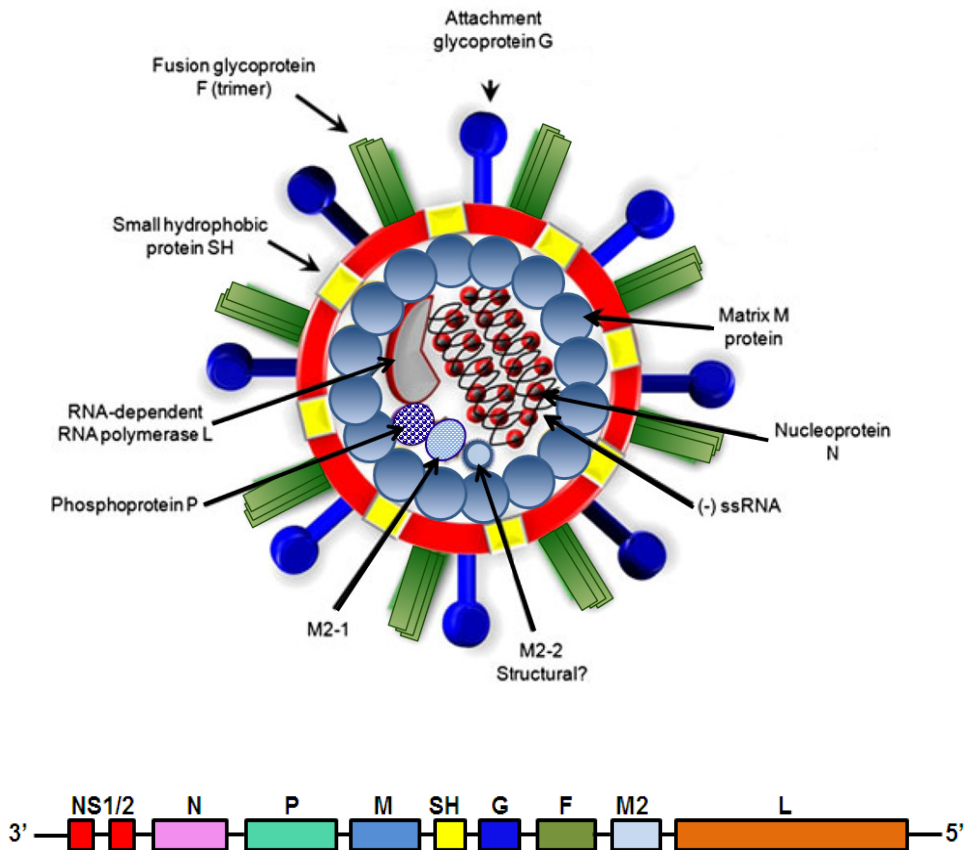 Attachment
glycoprotein G
Fusion glycoprotein
F (trimer)
Small hydrophobic
protein SH
Matrix M
protein
RNA-dependent
RNA polymerase L
Nucleoprotein
N
Phosphoprotein P
(-) ssRNA
M2-1
M2-2
Structural?
NS1/2 N P M SH G F M2 L
3’ 5’